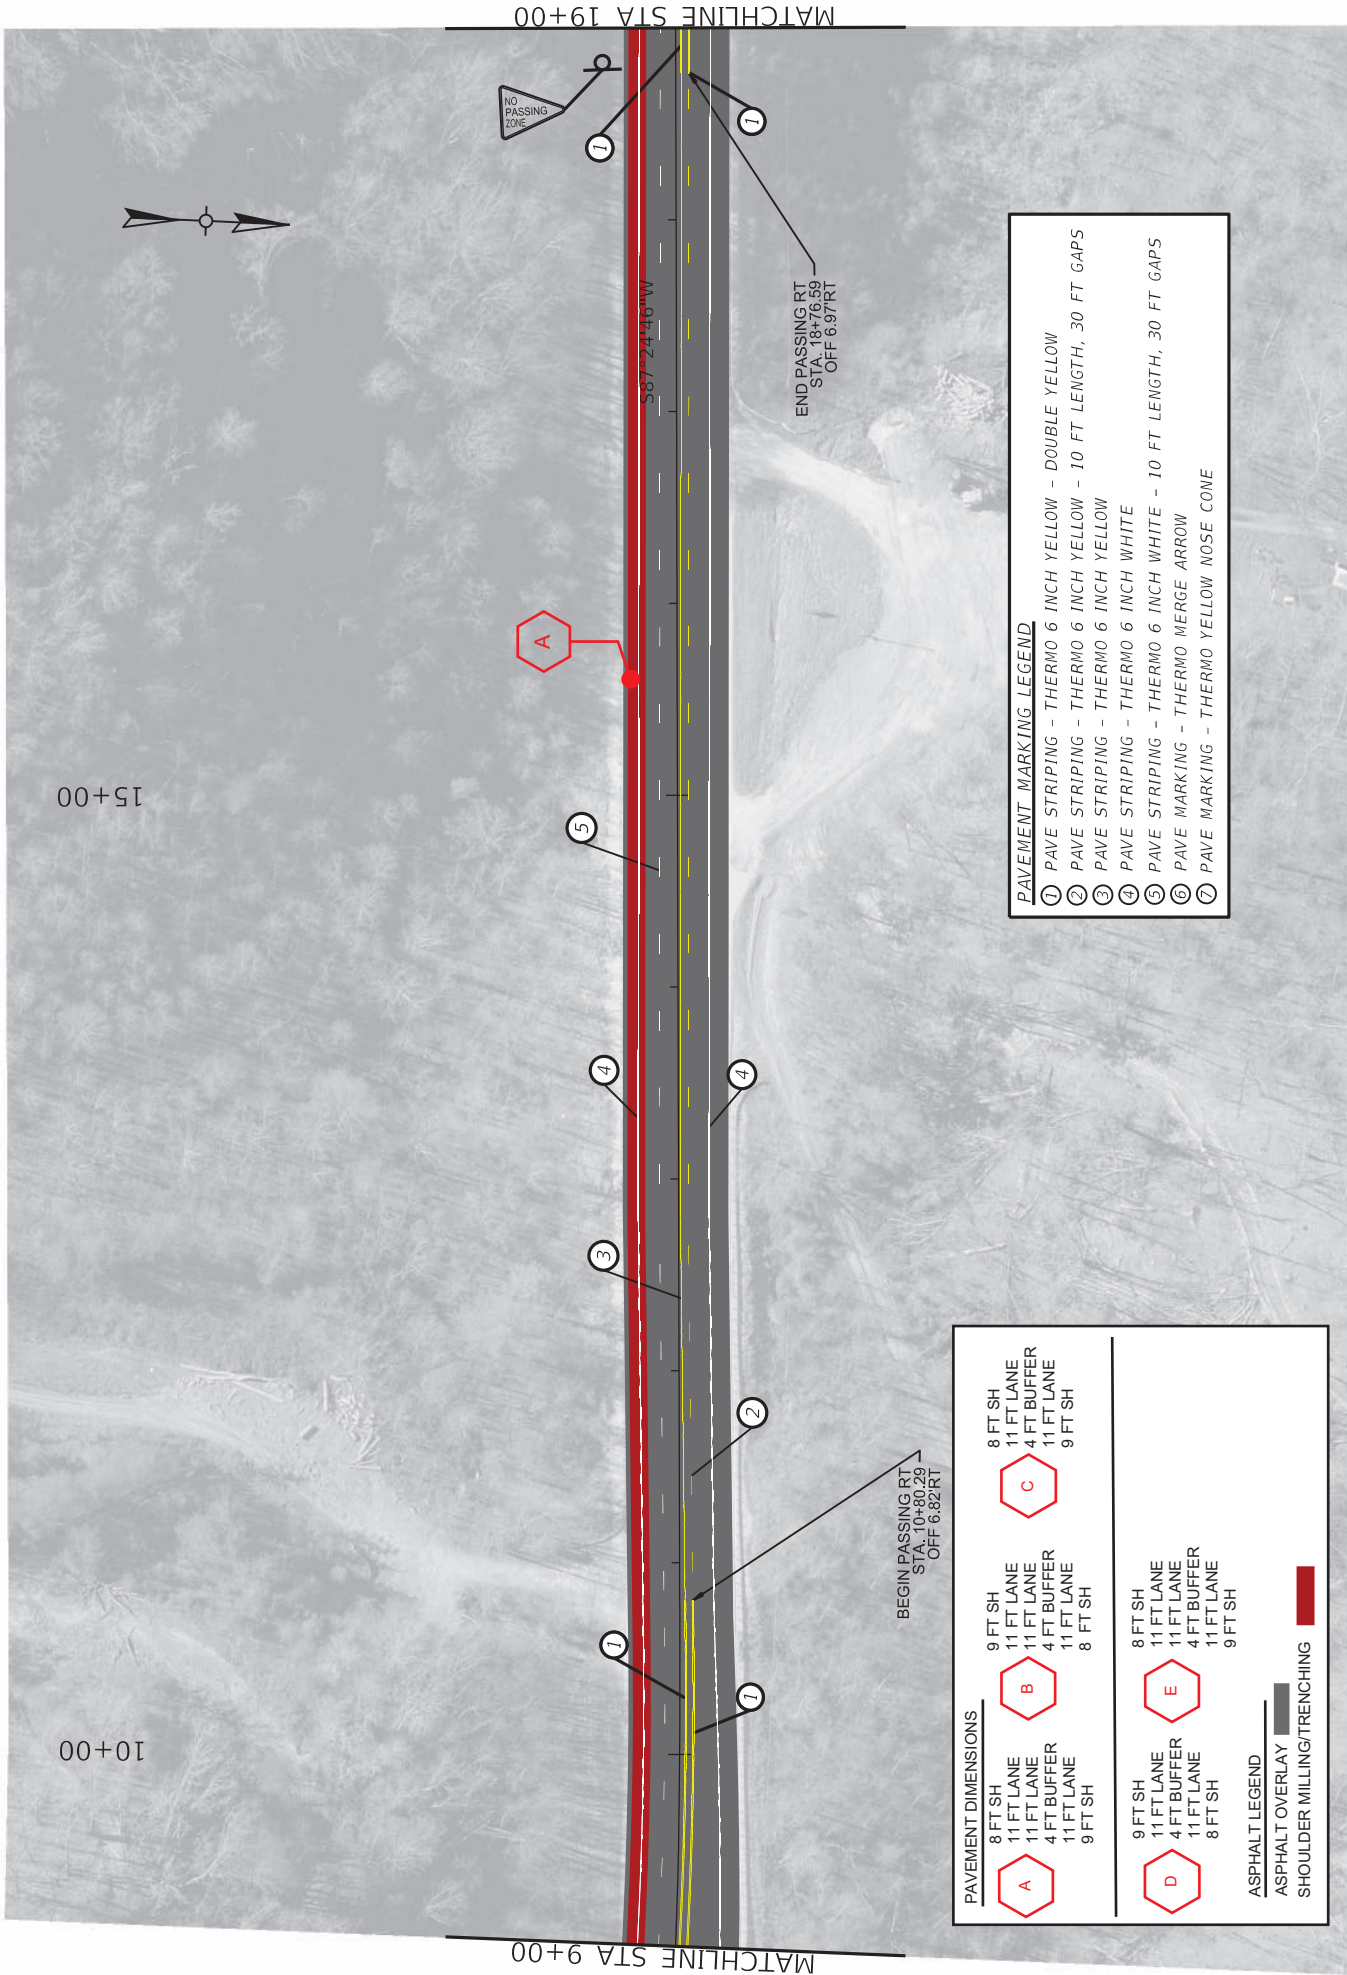 MATCHLINE STA 19+00
NO
PASSING
ZONE
1
1
S87°24'46"W
END PASSING RT
STA. 18+76.59
OFF 6.97'RT
A
15+00
5
4
4
3
2
BEGIN PASSING RT
STA. 10+80.29
OFF 6.82'RT
1
1
10+00
MATCHLINE STA 9+00
PAVEMENT MARKING LEGEND
1 PAVE STRIPING - THERMO 6 INCH YELLOW - DOUBLE YELLOW
2 PAVE STRIPING - THERMO 6 INCH YELLOW - 10 FT LENGTH, 30 FT GAPS
3 PAVE STRIPING - THERMO 6 INCH YELLOW
4 PAVE STRIPING - THERMO 6 INCH WHITE
5 PAVE STRIPING - THERMO 6 INCH WHITE - 10 FT LENGTH, 30 FT GAPS
6 PAVE MARKING - THERMO MERGE ARROW
7 PAVE MARKING - THERMO YELLOW NOSE CONE
PAVEMENT DIMENSIONS
A
8 FT SH
11 FT LANE
11 FT LANE
4 FT BUFFER
11 FT LANE
9 FT SH
B
9 FT SH
11 FT LANE
11 FT LANE
4 FT BUFFER
11 FT LANE
8 FT SH
C
8 FT SH
11 FT LANE
4 FT BUFFER
11 FT LANE
9 FT SH
D
9 FT SH
11 FT LANE
4 FT BUFFER
11 FT LANE
8 FT SH
E
8 FT SH
11 FT LANE
11 FT LANE
4 FT BUFFER
11 FT LANE
9 FT SH
ASPHALT LEGEND
ASPHALT OVERLAY
SHOULDER MILLING/TRENCHING